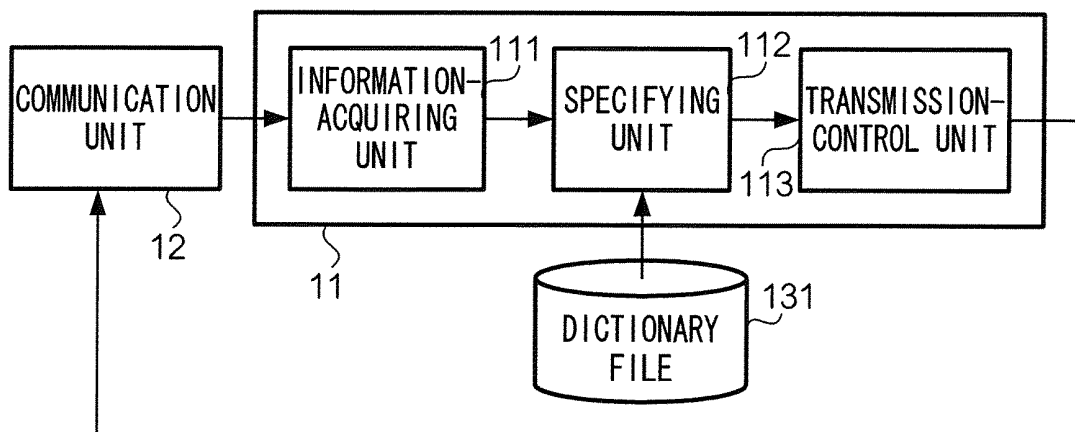 COMMUNICATION
UNIT
12
INFORMATION-
ACQUIRING
UNIT
111
SPECIFYING
UNIT
112
TRANSMISSION-
CONTROL UNIT
113
11
DICTIONARY
FILE
131